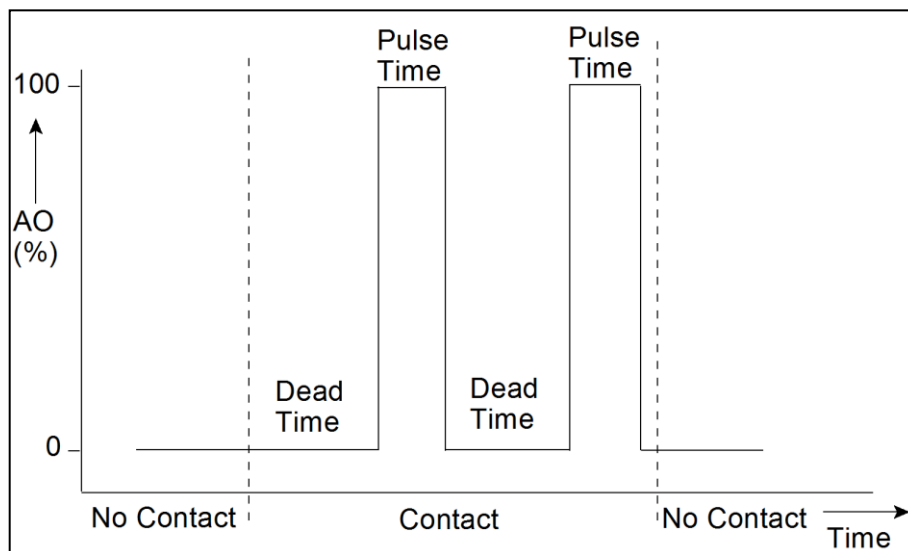 Pulse
Time
Pulse
Time
100
AO
(%)
Dead
Time
Dead
Time
0
No Contact
Contact
No Contact
Time